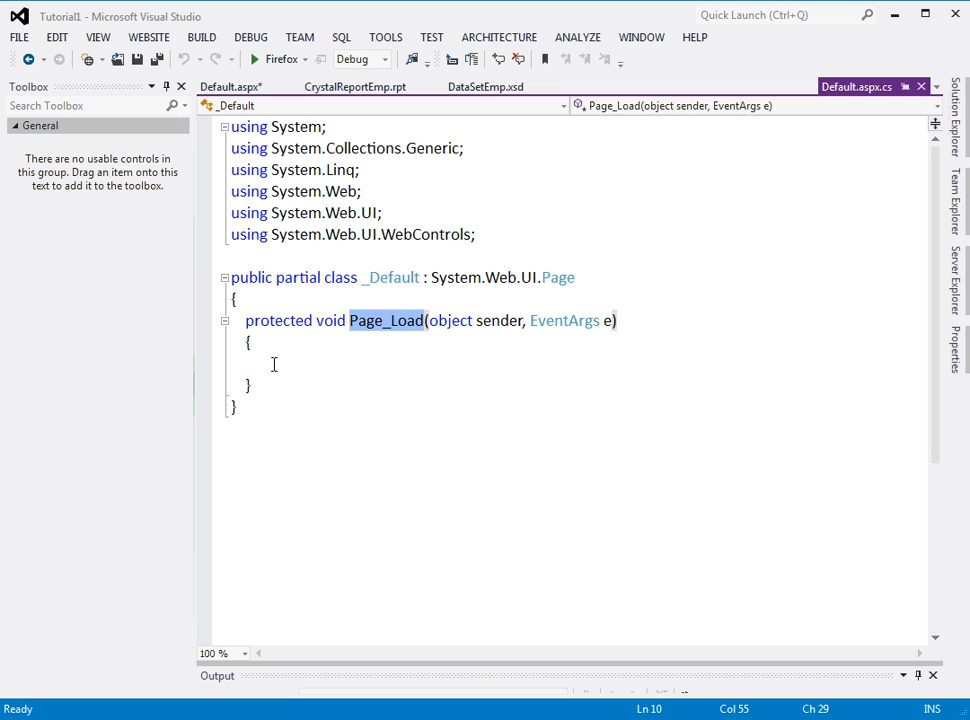 Tutorial1 - Microsoft Visual Studio
Quick Launch (Ctrl+Q)
FILE EDIT VIEW WEBSITE BUILD DEBUG TEAM SQL TOOLS TEST ARCHITECTURE ANALYZE WINDOW HELP
Firefox Debug
Toolbox
Default.aspx* CrystalReportEmp.rpt DataSetEmp.xsd Default.aspx.cs
Search Toolbox
_Default Page_Load(object sender, EventArgs e)
General
There are no usable controls in
this group. Drag an item onto this
text to add it to the toolbox.
using System;
using System.Collections.Generic;
using System.Linq;
using System.Web;
using System.Web.UI;
using System.Web.UI.WebControls;
public partial class _Default : System.Web.UI.Page
{
protected void Page_Load(object sender, EventArgs e)
{
}
}
Solution Explorer
Team Explorer
Server Explorer
Properties
100 %
Output
Ready Ln 10 Col 55 Ch 29 INS